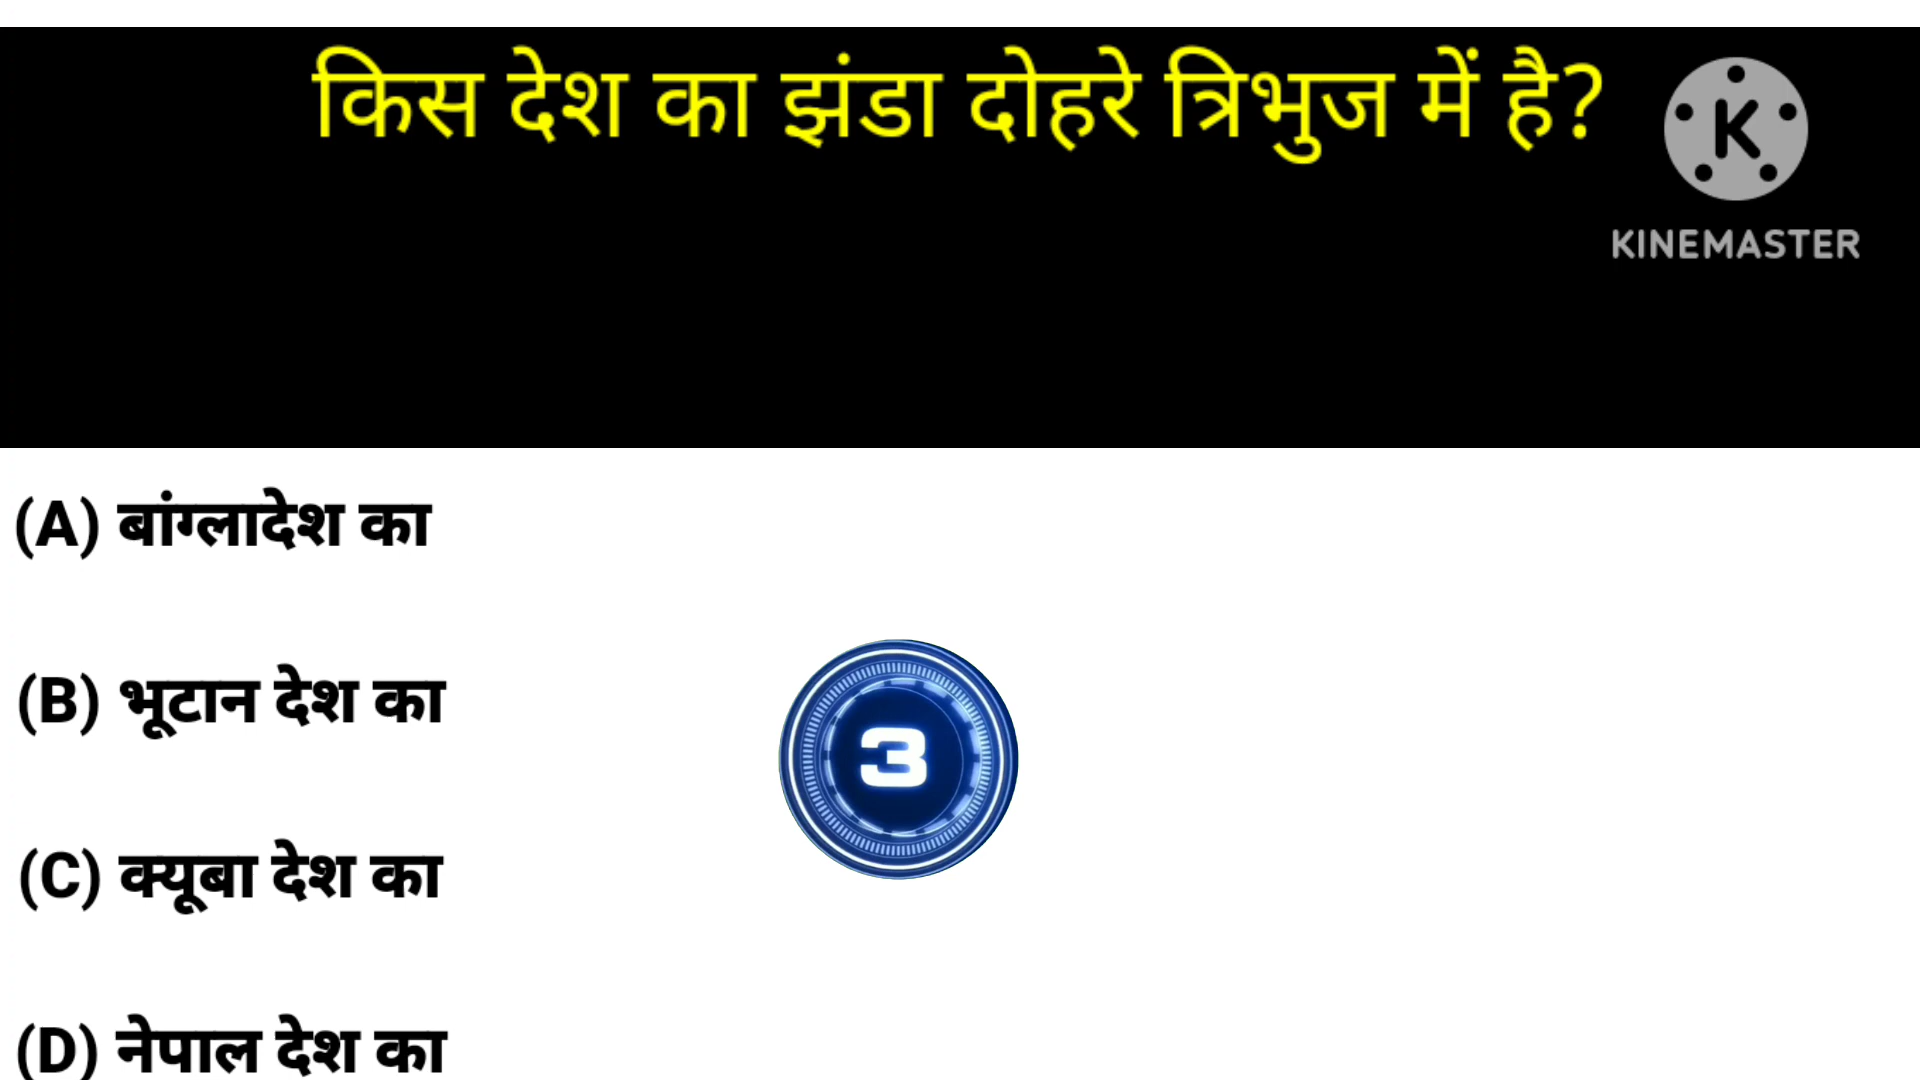 किस देश का झंडा दोहरे त्रिभुज में है?
K
KINEMASTER
(A) बांग्लादेश का
(B) भूटान देश का
3
(C) क्यूबा देश का
(D) नेपाल देश का